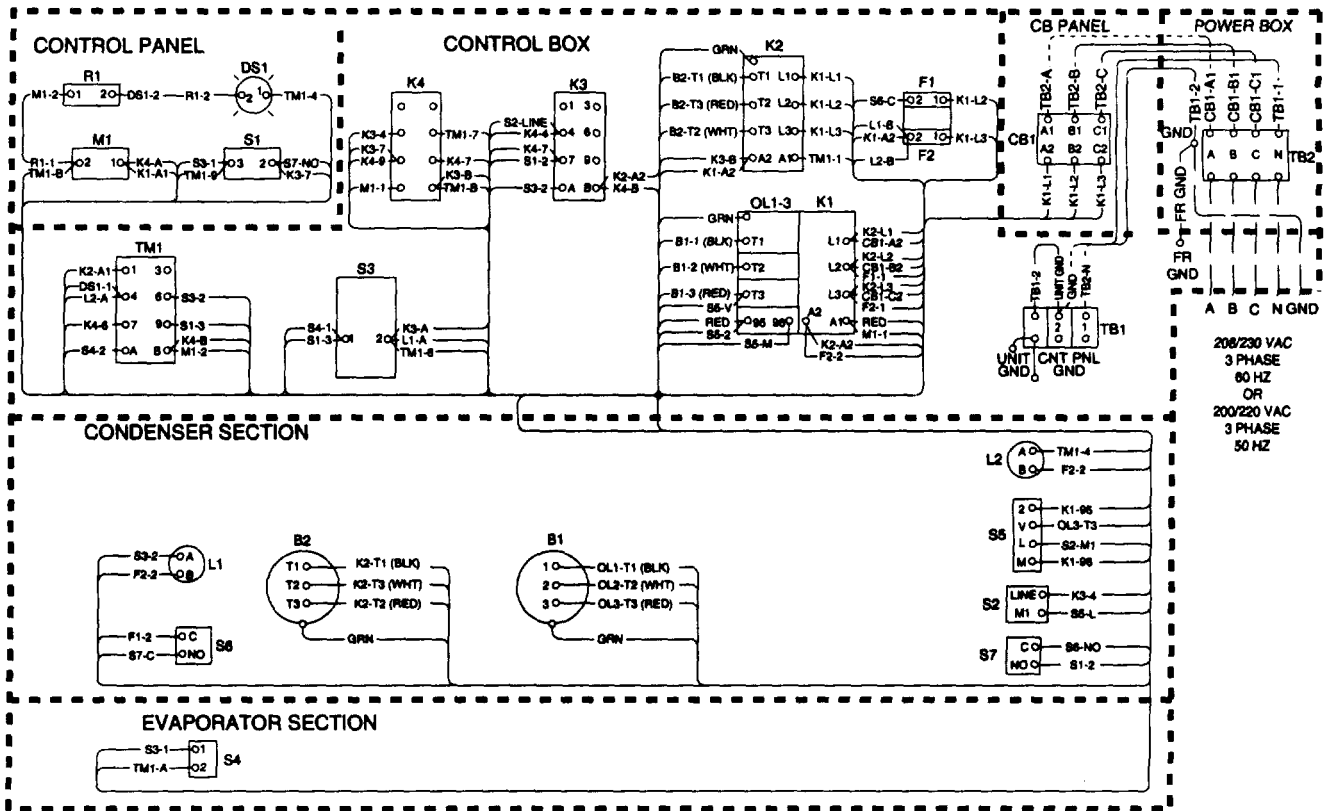 CONTROL PANEL
R1
M1-2
1
2
DS1-2
R1-2
DS1
2
1
TM1-4
M1
R1-1
TM1-B
2
1
K4-A
K1-A1
S1
S3-1
TM1-9
3
2
S7-NO
K3-7
CONTROL BOX
K4
K3-4
K3-7
K4-9
M1-1
TM1-7
K4-7
K3-B
TM1-B
K3
S2-LINE
K4-4
K4-7
S1-2
S3-2
1
3
4
6
7
9
A
B
K2-A2
K4-B
K2
GRN
B2-T1 (BLK)
T1
L1
K1-L1
B2-T3 (RED)
T2
L2
K1-L2
B2-T2 (WHT)
T3
L3
K1-L3
K3-B
K1-A2
A2
A1
TM1-1
F1
S6-C
2
1
K1-L2
L1-B
K1-A2
2
1
K1-L3
L2-B
F2
OL1-3
K1
GRN
B1-1 (BLK)
T1
L1
K2-L1
CB1-A2
B1-2 (WHT)
T2
L2
K2-L2
CB1-B2
F1-1
B1-3 (RED)
T3
L3
K2-L3
CB1-C2
F2-1
S5-V
RED
S5-2
95
96
S5-M
A2
A1
RED
M1-1
K2-A2
F2-2
CB PANEL
TB2-A
TB2-B
TB2-C
CB1
A1
B1
C1
A2
B2
C2
K1-L1
K1-L2
K1-L3
POWER BOX
TB1-2
CB1-A1
CB1-B1
CB1-C1
TB1-1
GND
A
B
C
N
TB2
FR GND
FR
GND
A B C N GND
TB1-2
UNIT GND
GND
TB2-N
2
1
TB1
UNIT
GND
CNT PNL
GND
208/230 VAC
3 PHASE
60 HZ
OR
200/220 VAC
3 PHASE
50 HZ
TM1
K2-A1
DS1-1
L2-A
K4-6
S4-2
1
3
4
6
7
9
A
B
S3-2
S1-3
K4-B
M1-2
S3
S4-1
S1-3
1
2
K3-A
L1-A
TM1-6
CONDENSER SECTION
L2
A
TM1-4
B
F2-2
S5
2
K1-95
V
OL3-T3
L
S2-M1
M
K1-96
S2
LINE
K3-4
M1
S5-L
S7
C
S6-NO
NO
S1-2
S3-2
A
L1
F2-2
B
F1-2
C
S6
S7-C
NO
B2
T1
K2-T1 (BLK)
T2
K2-T3 (WHT)
T3
K2-T2 (RED)
GRN
B1
1
OL1-T1 (BLK)
2
OL2-T2 (WHT)
3
OL3-T3 (RED)
GRN
EVAPORATOR SECTION
S3-1
1
S4
TM1-A
2